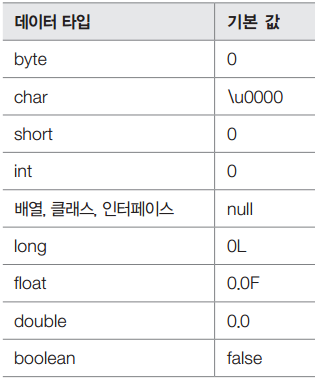 데이터 타입 기본 값
byte 0
char \u0000
short 0
int 0
배열, 클래스, 인터페이스 null
long 0L
float 0.0F
double 0.0
boolean false